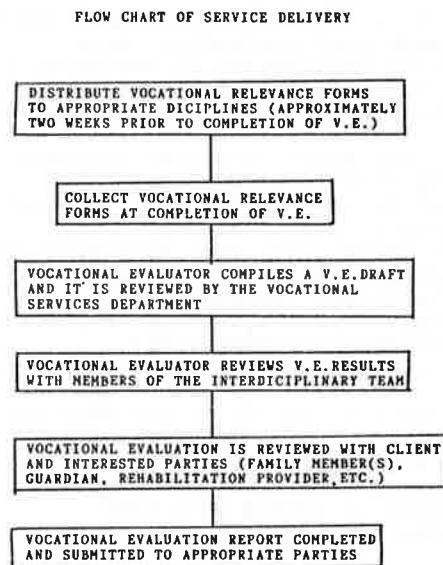 FLOW CHART OF SERVICE DELIVERY
DISTRIBUTE VOCATIONAL RELEVANCE FORMS
TO APPROPRIATE DICIPLINES (APPROXIMATELY
TWO WEEKS PRIOR TO COMPLETION OF V.E.)
COLLECT VOCATIONAL RELEVANCE
FORMS AT COMPLETION OF V.E.
VOCATIONAL EVALUATOR COMPILES A V.E.DRAFT
AND IT IS REVIEWED BY THE VOCATIONAL
SERVICES DEPARTMENT
VOCATIONAL EVALUATOR REVIEWS V.E.RESULTS
WITH MEMBERS OF THE INTERDICIPLINARY TEAM
VOCATIONAL EVALUATION IS REVIEWED WITH CLIENT
AND INTERESTED PARTIES (FAMILY MEMBER(S),
GUARDIAN, REHABILITATION PROVIDER,ETC.)
VOCATIONAL EVALUATION REPORT COMPLETED
AND SUBMITTED TO APPROPRIATE PARTIES